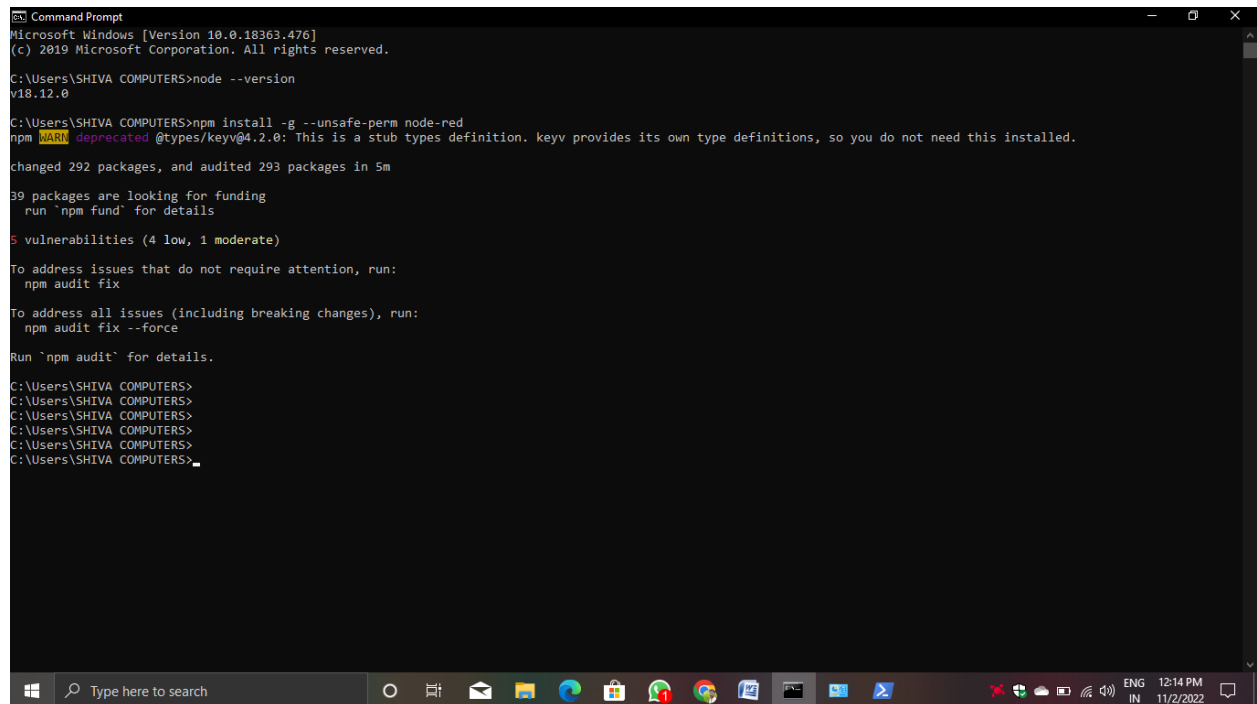 Command Prompt
Microsoft Windows [Version 10.0.18363.476]
(c) 2019 Microsoft Corporation. All rights reserved.
C:\Users\SHIVA COMPUTERS>node --version
v18.12.0
C:\Users\SHIVA COMPUTERS>npm install -g --unsafe-perm node-red
npm WARN deprecated @types/keyv@4.2.0: This is a stub types definition. keyv provides its own type definitions, so you do not need this installed.
changed 292 packages, and audited 293 packages in 5m
39 packages are looking for funding
  run `npm fund` for details
5 vulnerabilities (4 low, 1 moderate)
To address issues that do not require attention, run:
  npm audit fix
To address all issues (including breaking changes), run:
  npm audit fix --force
Run `npm audit` for details.
C:\Users\SHIVA COMPUTERS>
C:\Users\SHIVA COMPUTERS>
C:\Users\SHIVA COMPUTERS>
C:\Users\SHIVA COMPUTERS>
C:\Users\SHIVA COMPUTERS>
C:\Users\SHIVA COMPUTERS>
Type here to search
ENG 12:14 PM
IN 11/2/2022